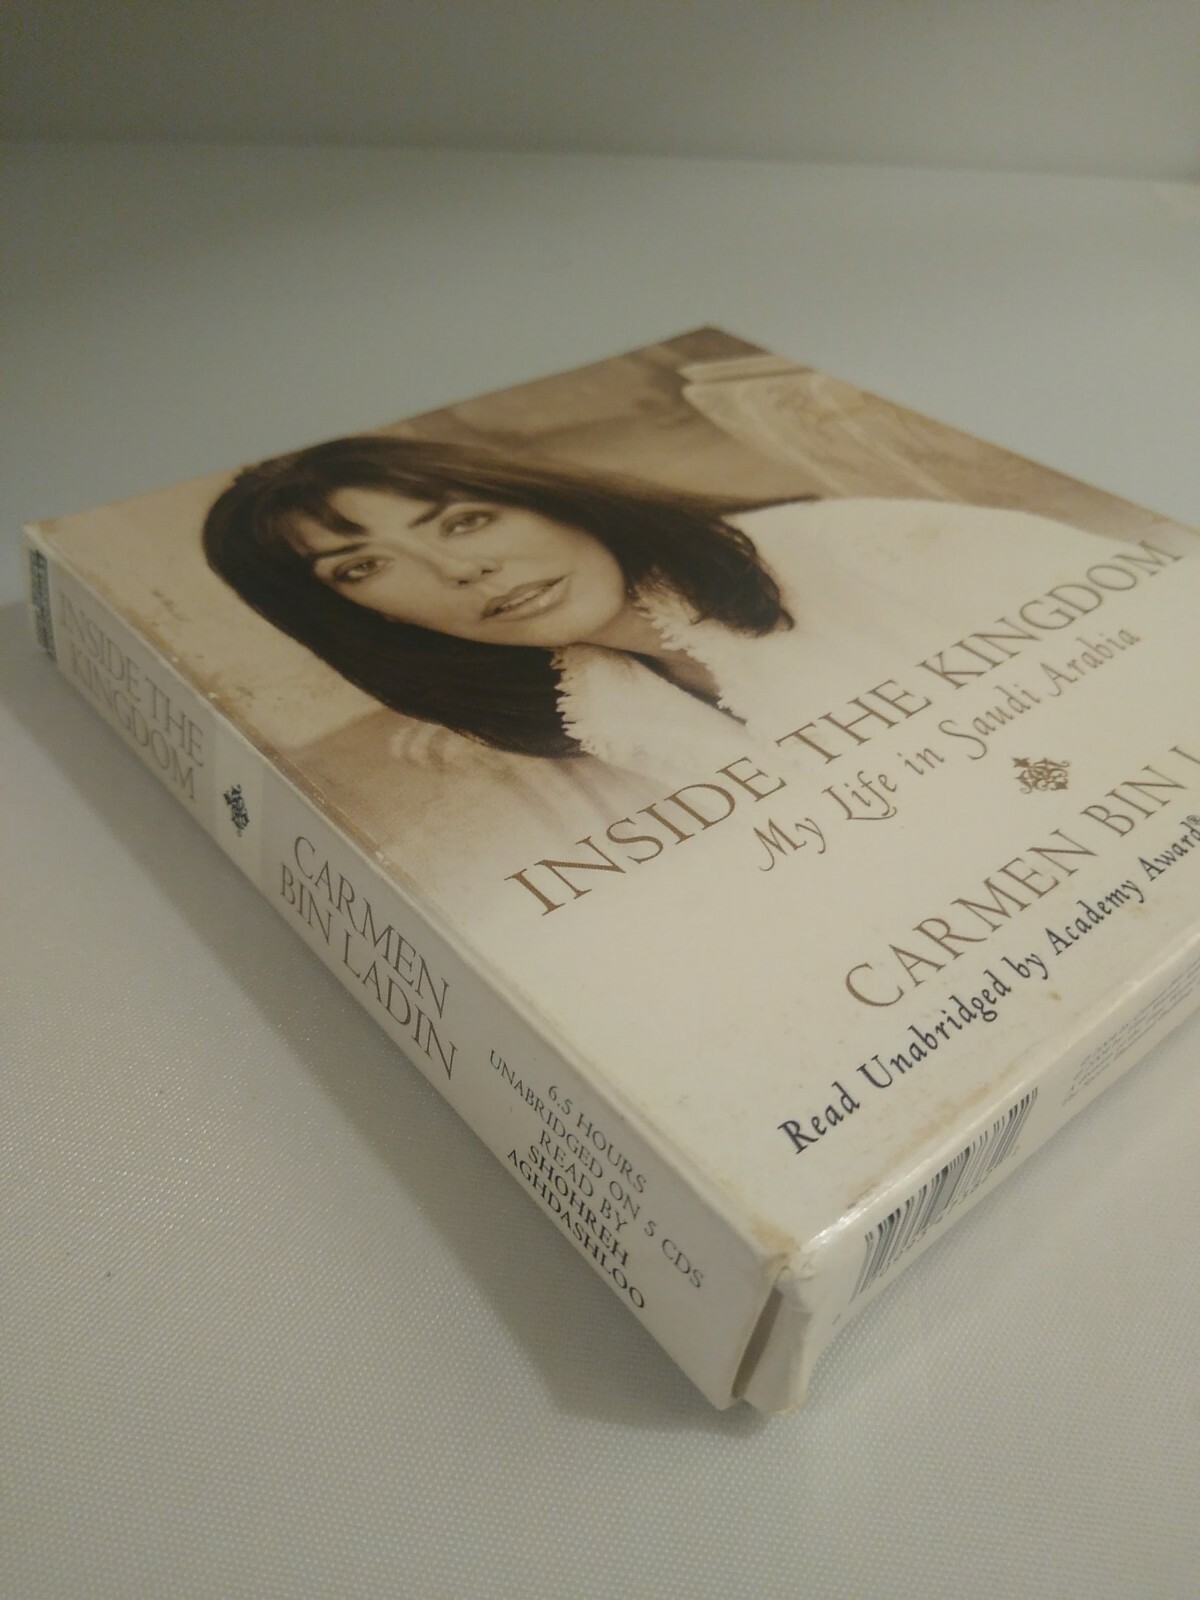 INSIDE THE KINGDOM
My Life in Saudi Arabia
CARMEN BIN L
Read Unabridged by Academy Award®
INSIDE THE
KINGDOM
CARMEN
BIN LADIN
6.5 HOURS
UNABRIDGED ON 5 CDS
READ BY
SHOHREH
AGHDASHLOO